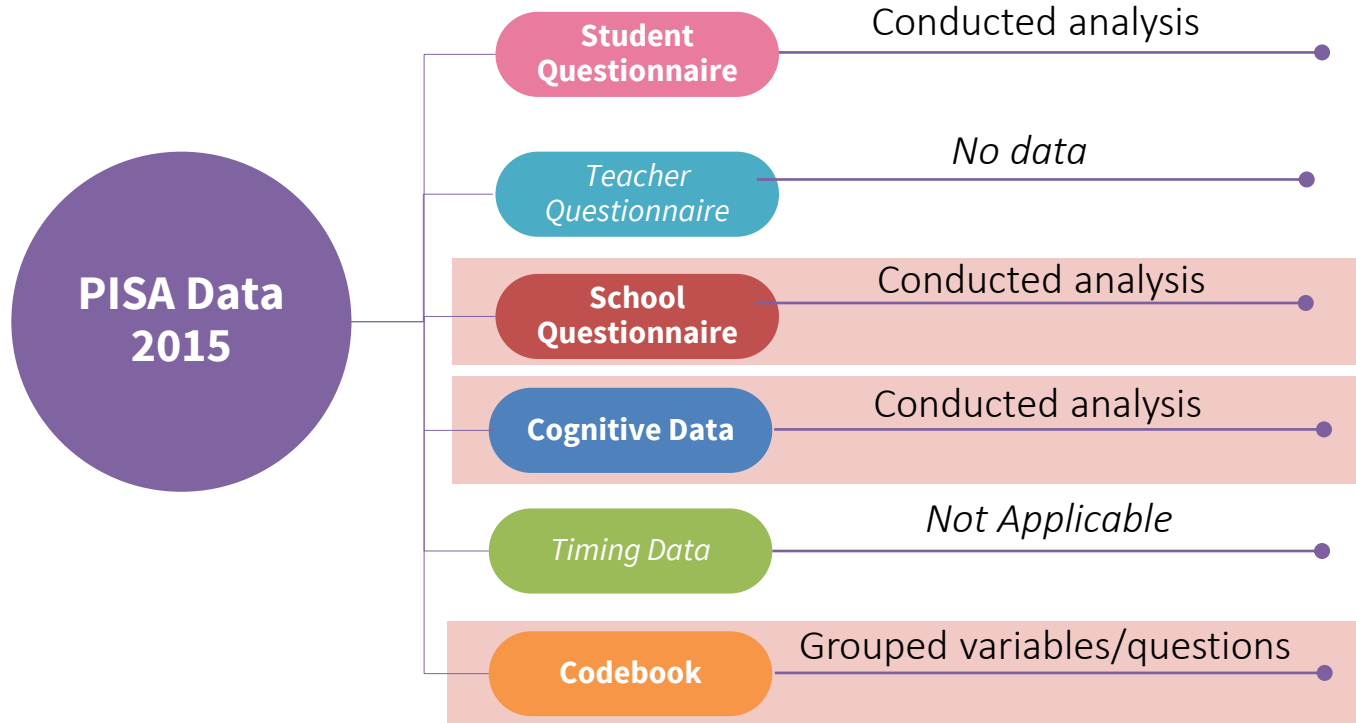 PISA Data
2015
Student
Questionnaire
Conducted analysis
Teacher
Questionnaire
No data
School
Questionnaire
Conducted analysis
Cognitive Data
Conducted analysis
Timing Data
Not Applicable
Codebook
Grouped variables/questions